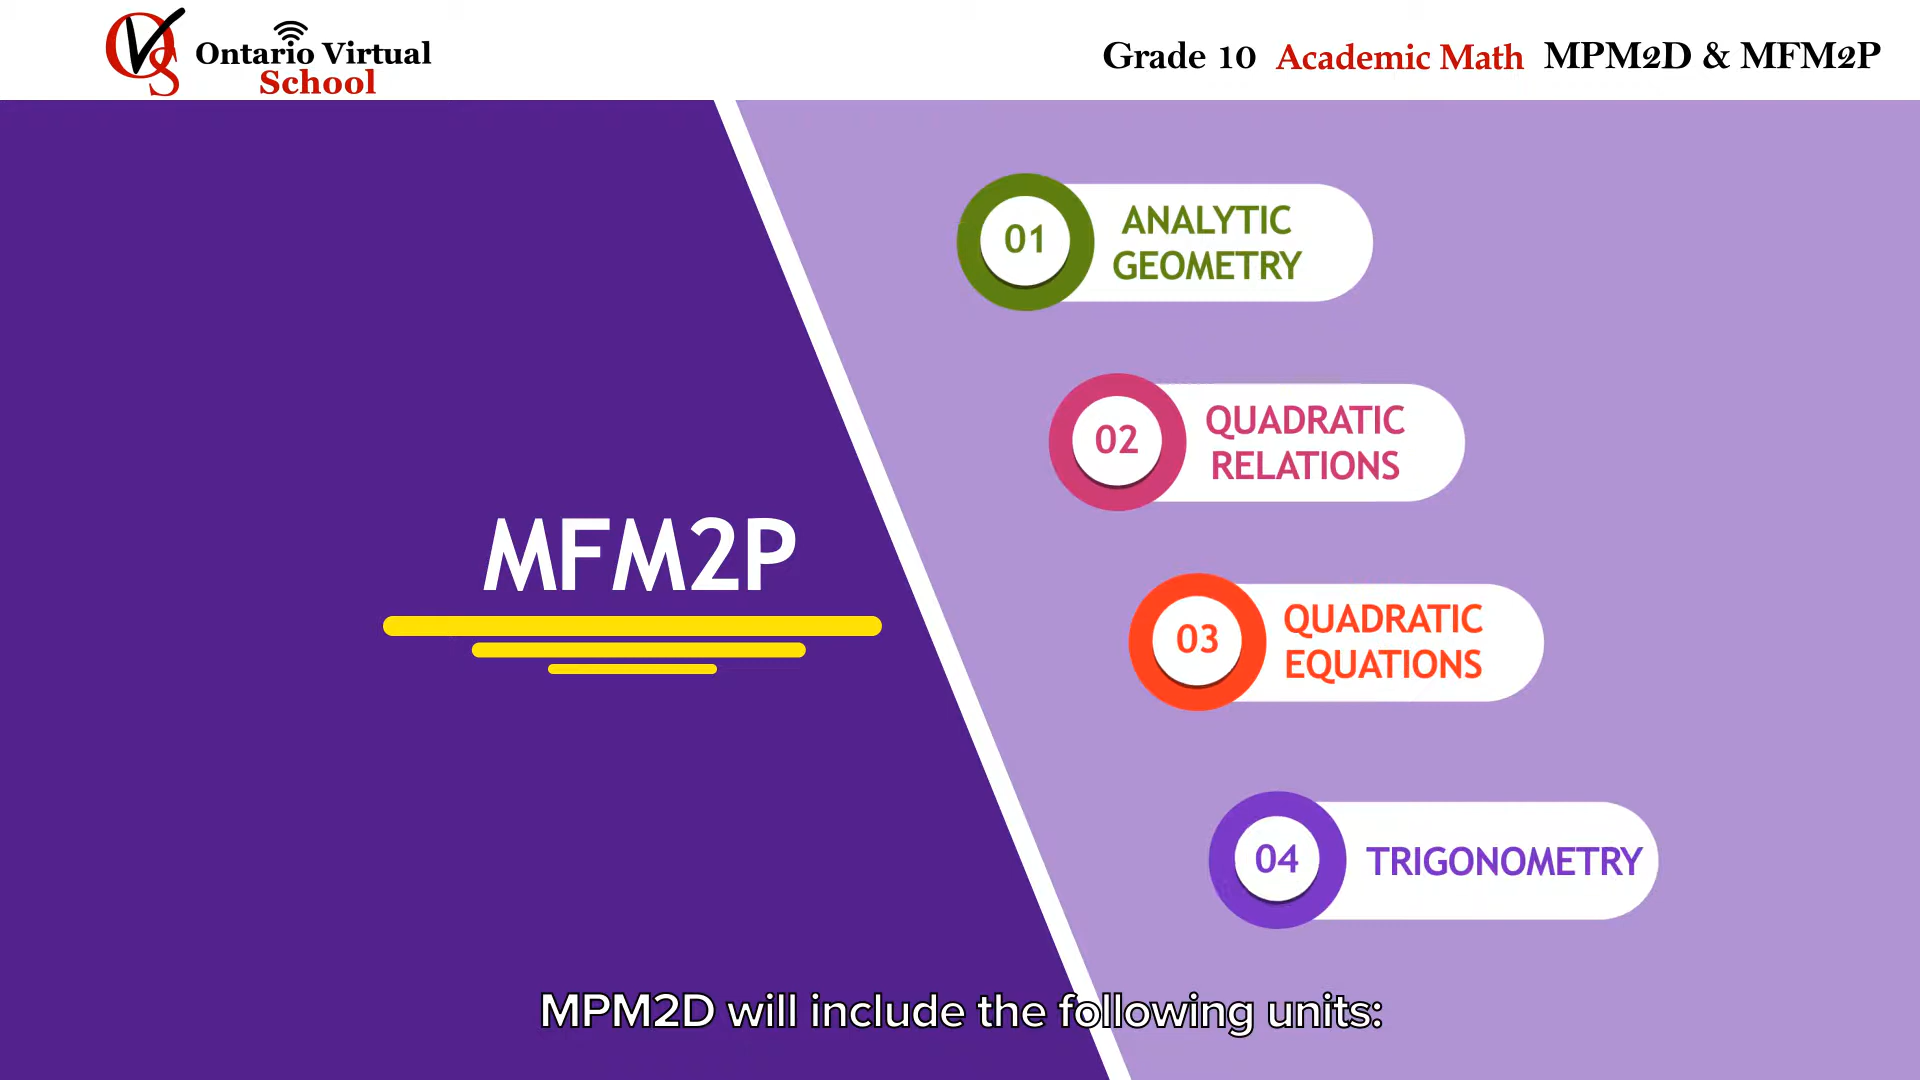 OVS
Ontario Virtual
School
Grade 10 Academic Math MPM2D & MFM2P
MFM2P
01
ANALYTIC
GEOMETRY
02
QUADRATIC
RELATIONS
03
QUADRATIC
EQUATIONS
04
TRIGONOMETRY
MPM2D will include the following units: